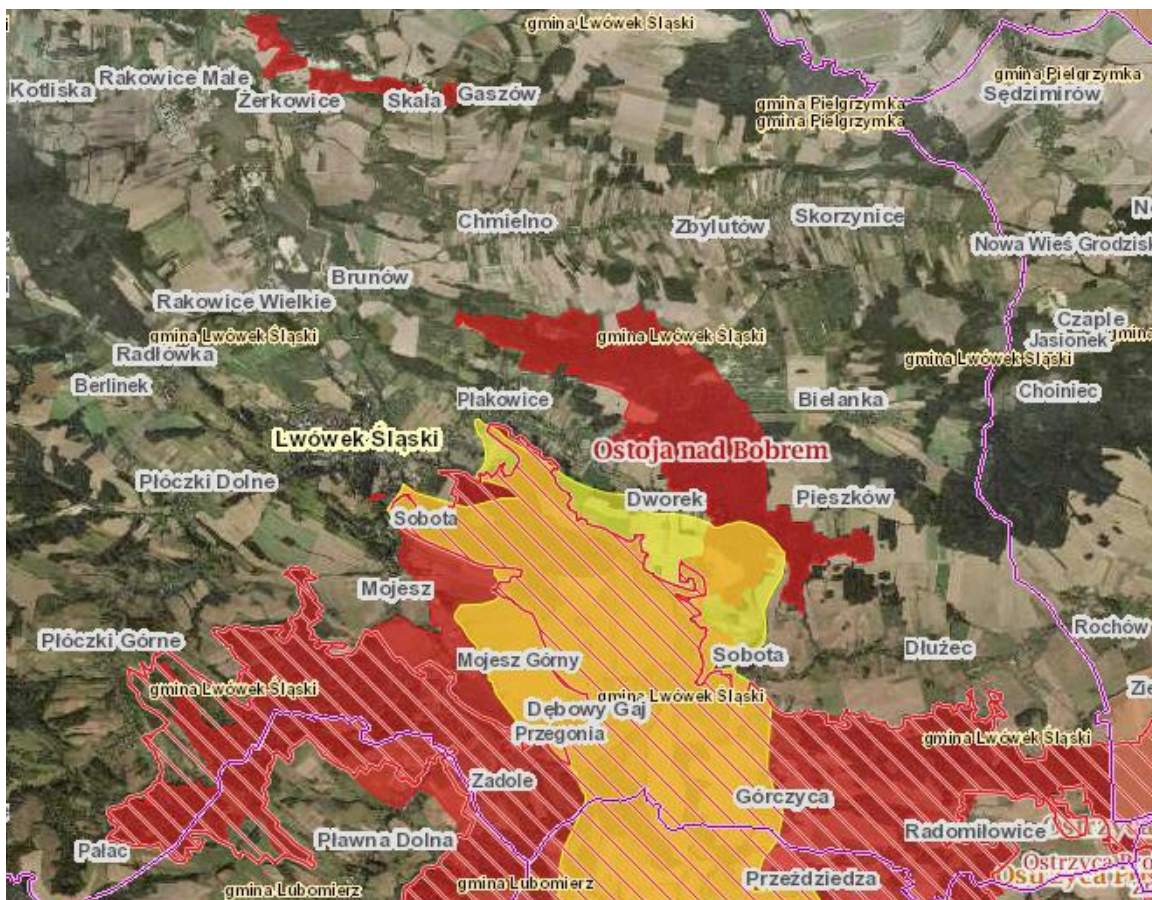 gmina Lwówek Śląski
gmina Pielgrzymka
Rakowice Małe
Kotliska
Żerkowice
Skała
Gaszów
Sędzimirów
gmina Pielgrzymka
gmina Pielgrzymka
Chmielno
Zbylutów
Skorzynice
Nowa Wieś Grodzisk
Brunów
Rakowice Wielkie
Czaple
gmina Lwówek Śląski
gmina Lwówek Śląski
Jasionek
Radłówka
gmina Lwówek Śląski
Berlinek
Choiniec
Płakowice
Bielanka
Lwówek Śląski
Ostoja nad Bobrem
Płóczki Dolne
Dworek
Pieszków
Sobota
Mojesz
Rochów
Płóczki Górne
Dłużec
Sobota
Mojesz Górny
gmina Lwówek Śląski
gmina Lwówek Śląski
Dębowy Gaj
Przegonia
gmina Lwówek Śląski
Zadole
Górczyca
Radomiłowice
Pławna Dolna
Pałac
gmina Lubomierz
gmina Lubomierz
Przeździedza